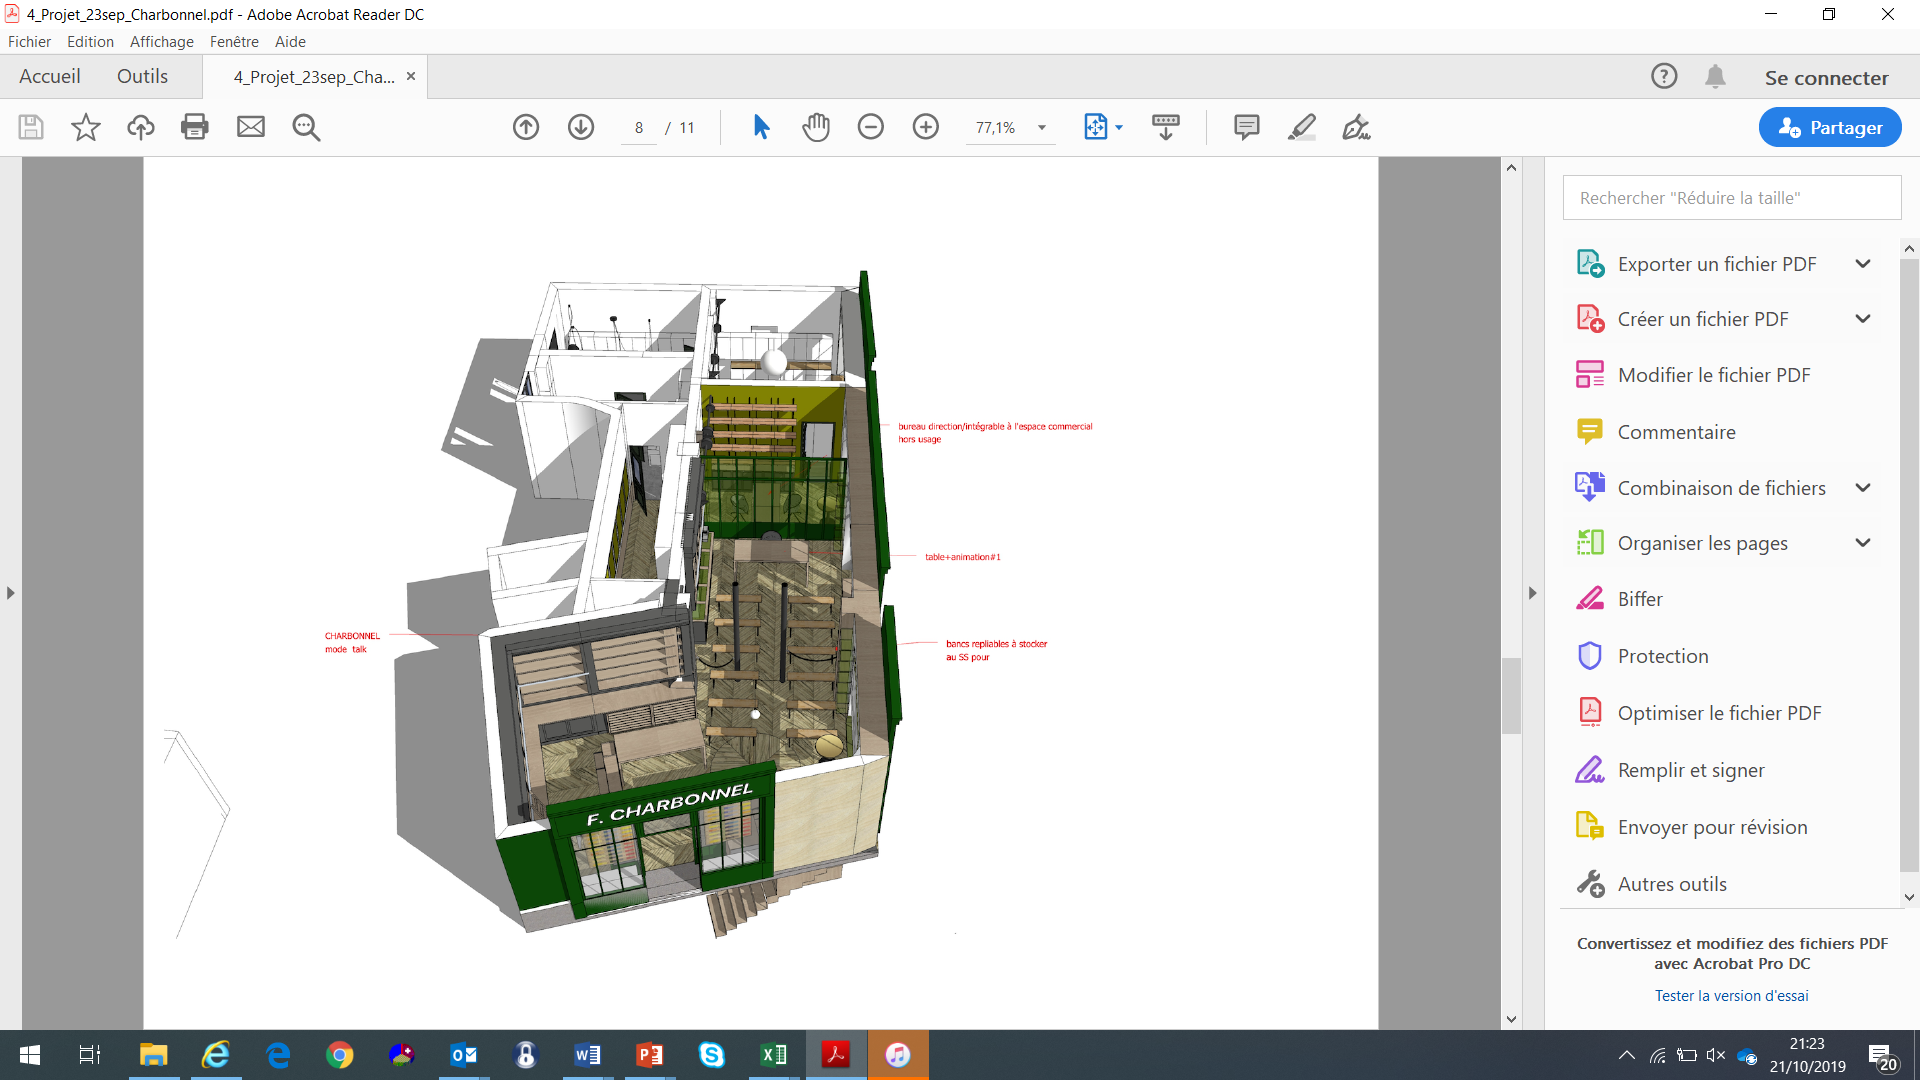 4_Projet_23sep_Charbonnel.pdf - Adobe Acrobat Reader DC
Fichier Edition Affichage Fenêtre Aide
Accueil Outils 4_Projet_23sep_Cha... × Se connecter
8 / 11 77,1% Partager
Rechercher "Réduire la taille"
Exporter un fichier PDF
Créer un fichier PDF
Modifier le fichier PDF
Commentaire
Combinaison de fichiers
Organiser les pages
Biffer
Protection
Optimiser le fichier PDF
Remplir et signer
Envoyer pour révision
Autres outils
Convertissez et modifiez des fichiers PDF
avec Acrobat Pro DC
Tester la version d'essai
bureau direction/intégrable à l'espace commercial
hors usage
table+animation#1
CHARBONNEL
mode talk
bancs repliables à stocker
au SS pour
F. CHARBONNEL
21:23
21/10/2019
20